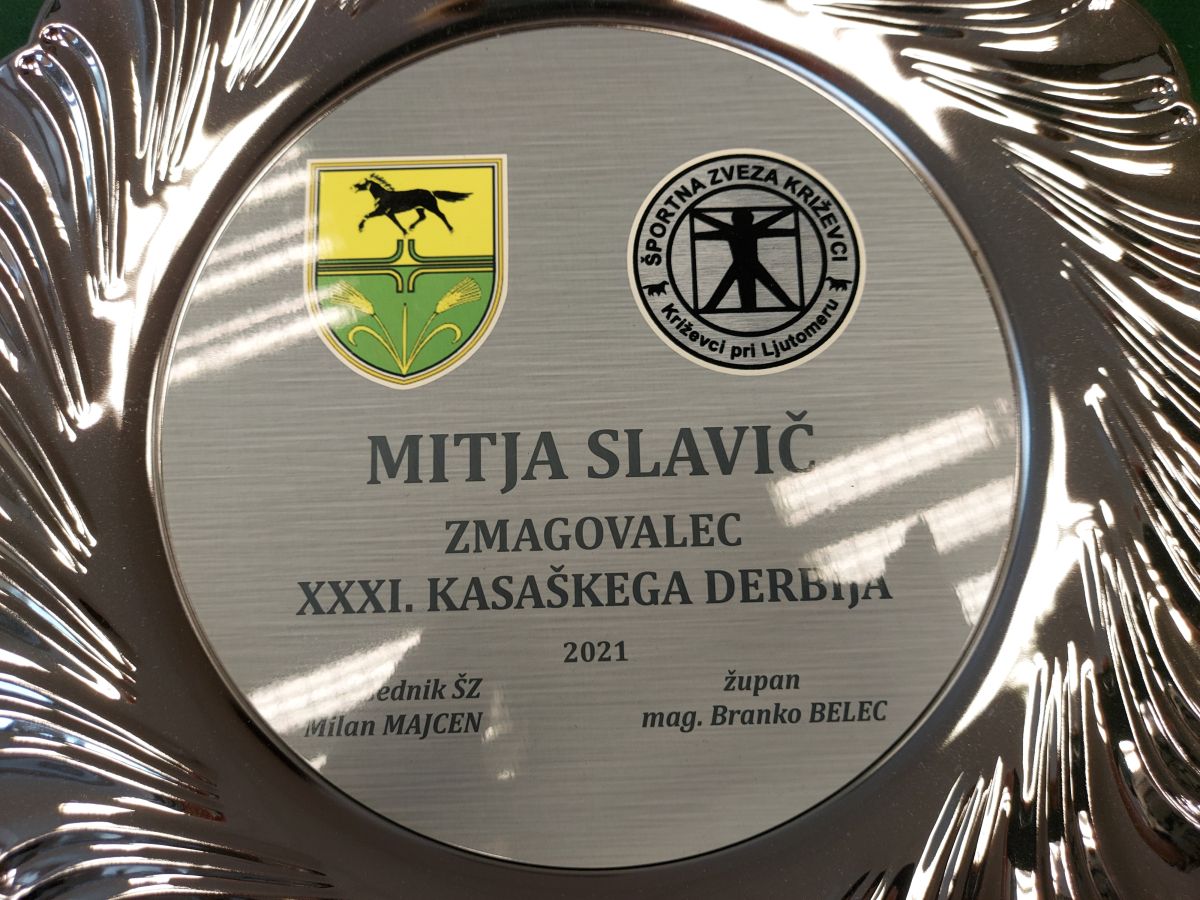 ŠPORTNA ZVEZA KRIŽEVCI
Križevci pri Ljutomeru
MITJA SLAVIČ
ZMAGOVALEC
XXXI. KASAŠKEGA DERBIJA
2021
ŽŠ
Milan MAJCEN
župan
mag. Branko BELEC